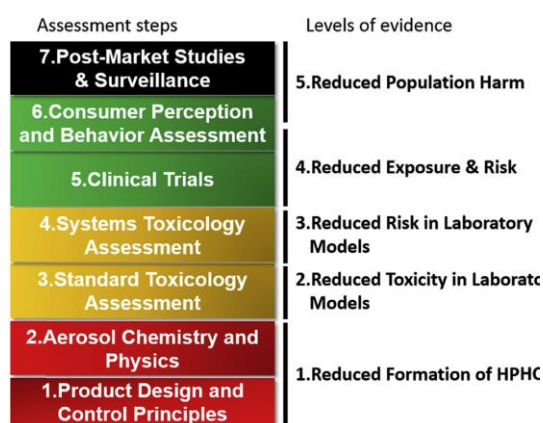 Assessment steps
Levels of evidence
7.Post-Market Studies
& Surveillance
5.Reduced Population Harm
6.Consumer Perception
and Behavior Assessment
4.Reduced Exposure & Risk
5.Clinical Trials
4.Systems Toxicology
Assessment
3.Reduced Risk in Laboratory
Models
3.Standard Toxicology
Assessment
2.Reduced Toxicity in
Models
2.Aerosol Chemistry and
Physics
1.Reduced Formation of
1.Product Design and
Control Principles